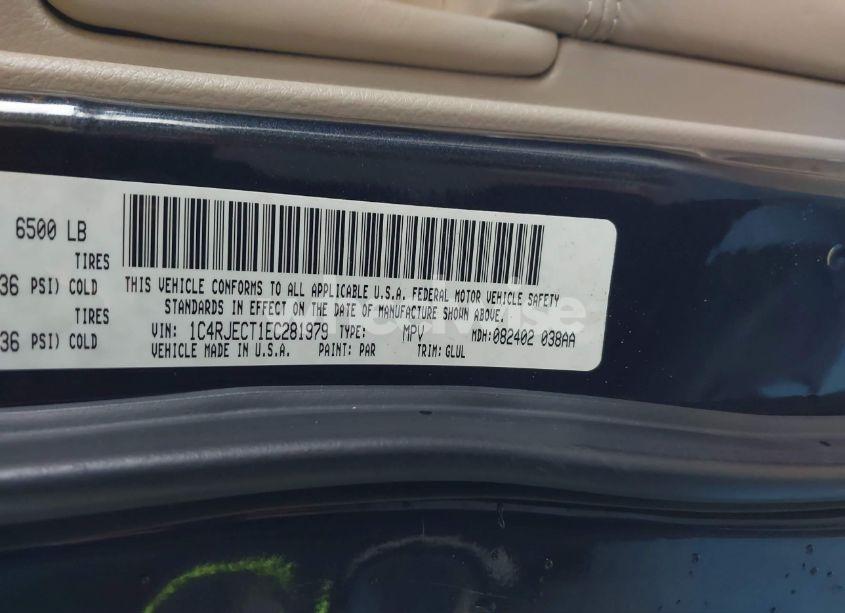 6500 LB
TIRES
36 PSI) COLD
36 PSI) COLD
THIS VEHICLE CONFORMS TO ALL APPLICABLE U.S.A. FEDERAL MOTOR VEHICLE SAFETY
STANDARDS IN EFFECT ON THE DATE OF MANUFACTURE SHOWN ABOVE.
VIN: 1C4RJECT1EC281979 TYPE: MPV MDH:082402 038AA
VEHICLE MADE IN U.S.A. PAINT: PAR TRIM: GLUL
TIRES